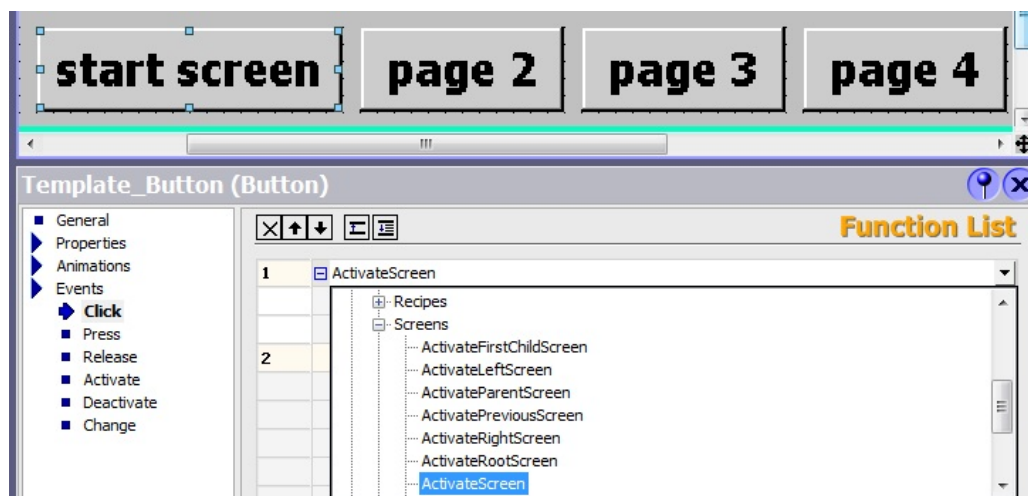 start screen
page 2
page 3
page 4
Template_Button (Button)
General
Properties
Animations
Events
Click
Press
Release
Activate
Deactivate
Change
Function List
1 ActivateScreen
Recipes
Screens
ActivateFirstChildScreen
2
ActivateLeftScreen
ActivateParentScreen
ActivatePreviousScreen
ActivateRightScreen
ActivateRootScreen
ActivateScreen